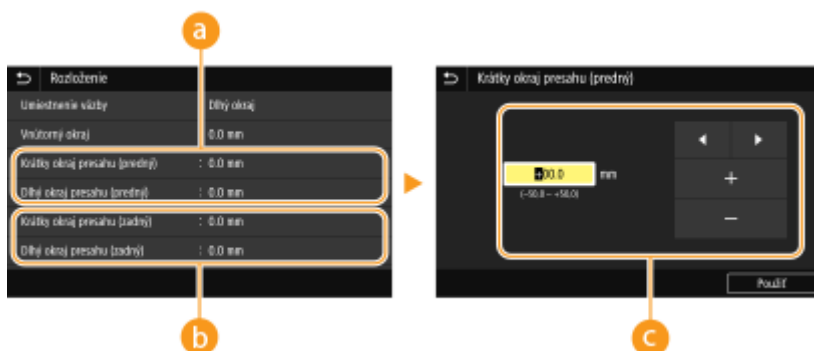 a
Rozloženie
Umiestnenie väzby Dlhý okraj
Vnútorný okraj 0.0 mm
Krátky okraj presahu (predný) : 0.0 mm
Dlhý okraj presahu (predný) : 0.0 mm
Krátky okraj presahu (zadný) : 0.0 mm
Dlhý okraj presahu (zadný) : 0.0 mm
b
Krátky okraj presahu (predný)
+00.0 mm
(-50.0 ~ +50.0)
+
−
Použiť
c